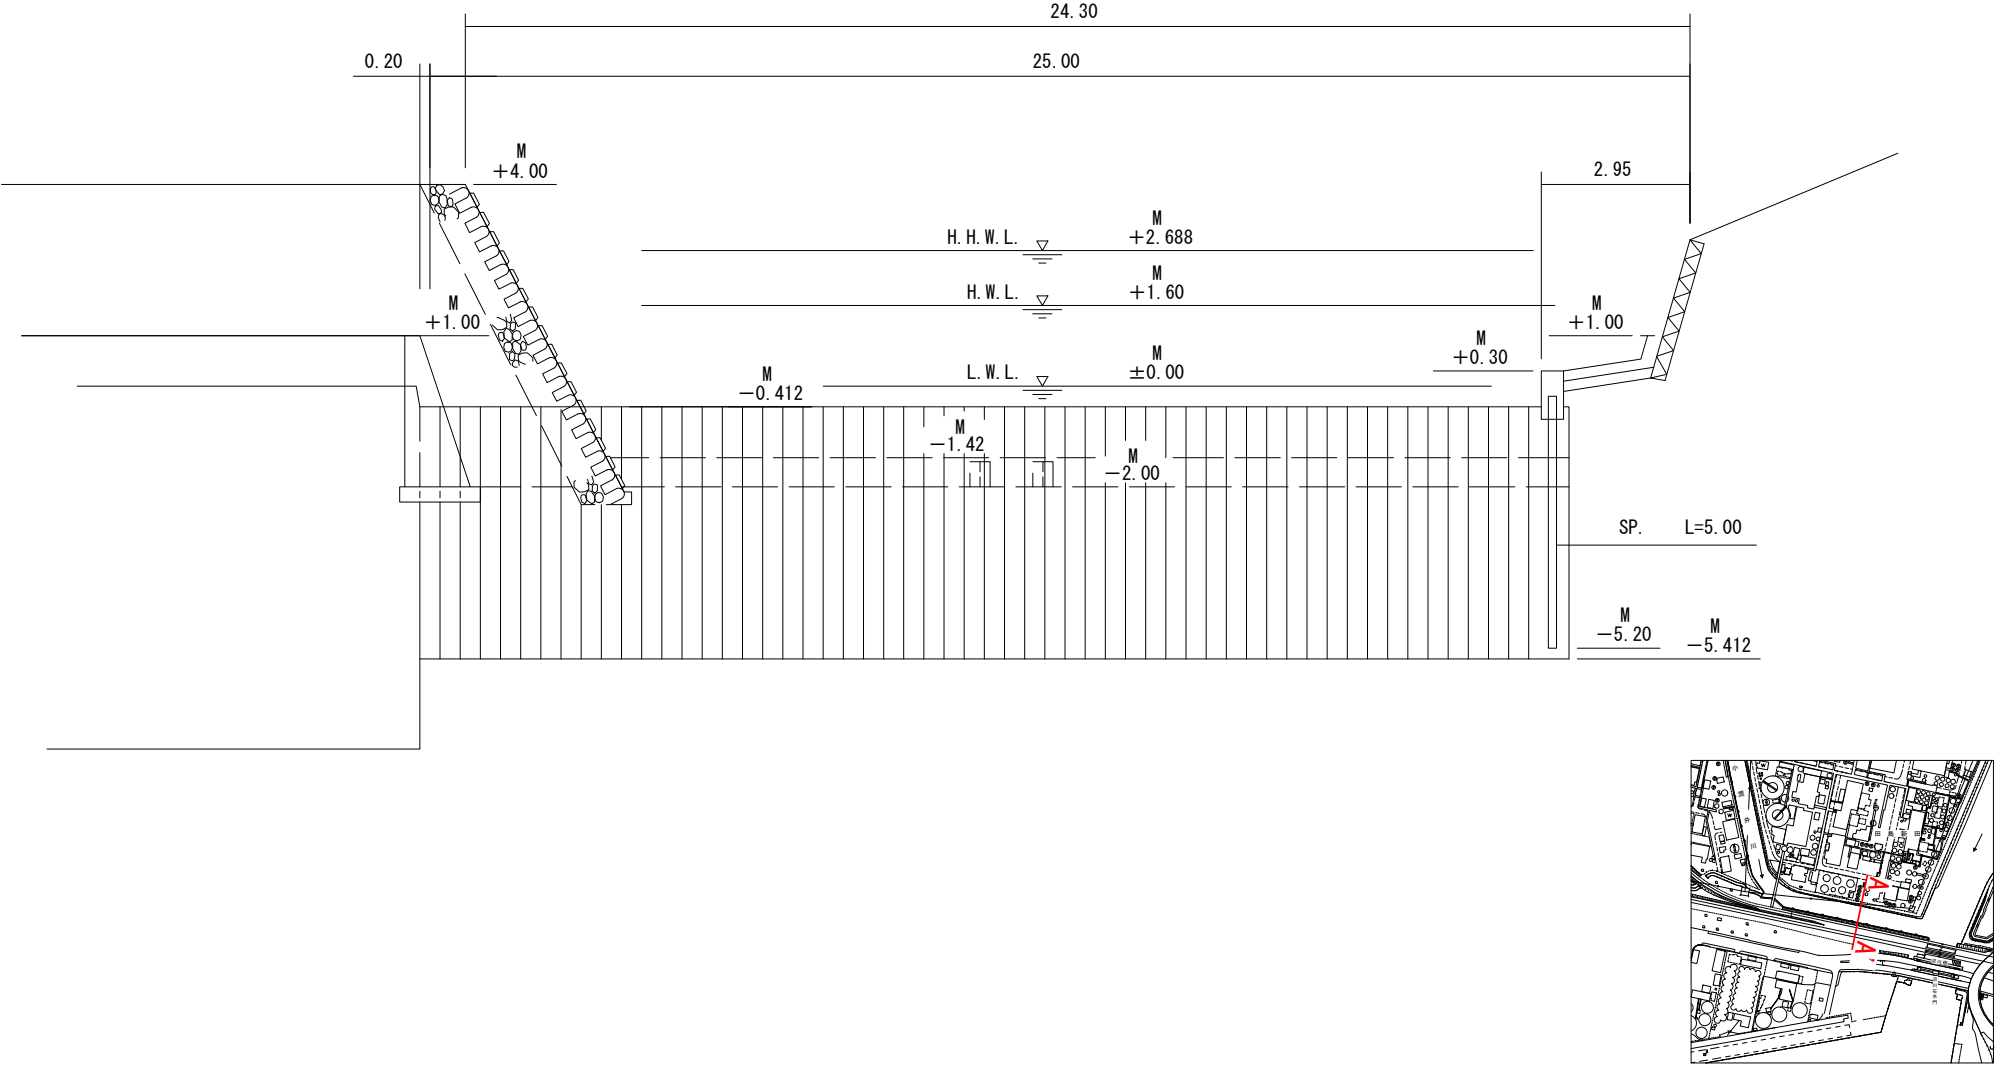 24.30
0.20
25.00
M
+4.00
2.95
M
H.H.W.L.
+2.688
M
H.W.L.
+1.60
M
+1.00
M
+1.00
M
+0.30
M
L.W.L.
±0.00
M
−0.412
M
−1.42
M
−2.00
SP. L=5.00
M
−5.20
M
−5.412
A
A'